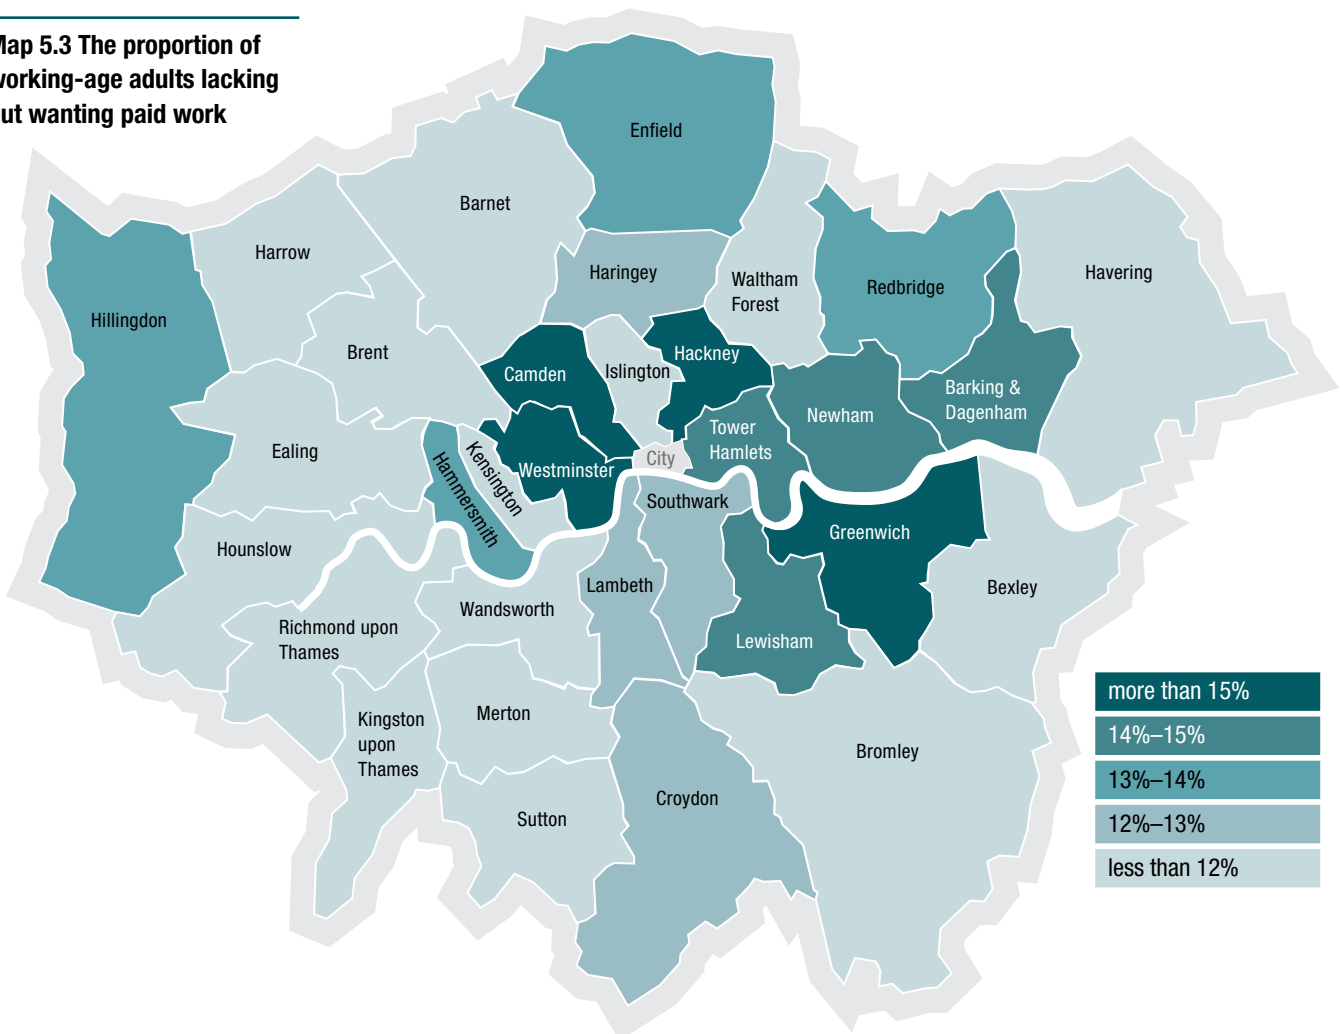 Map 5.3 The proportion of
working-age adults lacking
but wanting paid work
Enfield
Barnet
Harrow
Haringey
Waltham
Forest
Redbridge
Havering
Hillingdon
Brent
Camden
Islington
Hackney
Barking &
Dagenham
Newham
Tower
Hamlets
Ealing
City
Westminster
Kensington
Hammersmith
Southwark
Greenwich
Hounslow
Lambeth
Bexley
Wandsworth
Richmond upon
Thames
Lewisham
Merton
Kingston
upon
Thames
Bromley
Croydon
Sutton
more than 15%
14%–15%
13%–14%
12%–13%
less than 12%